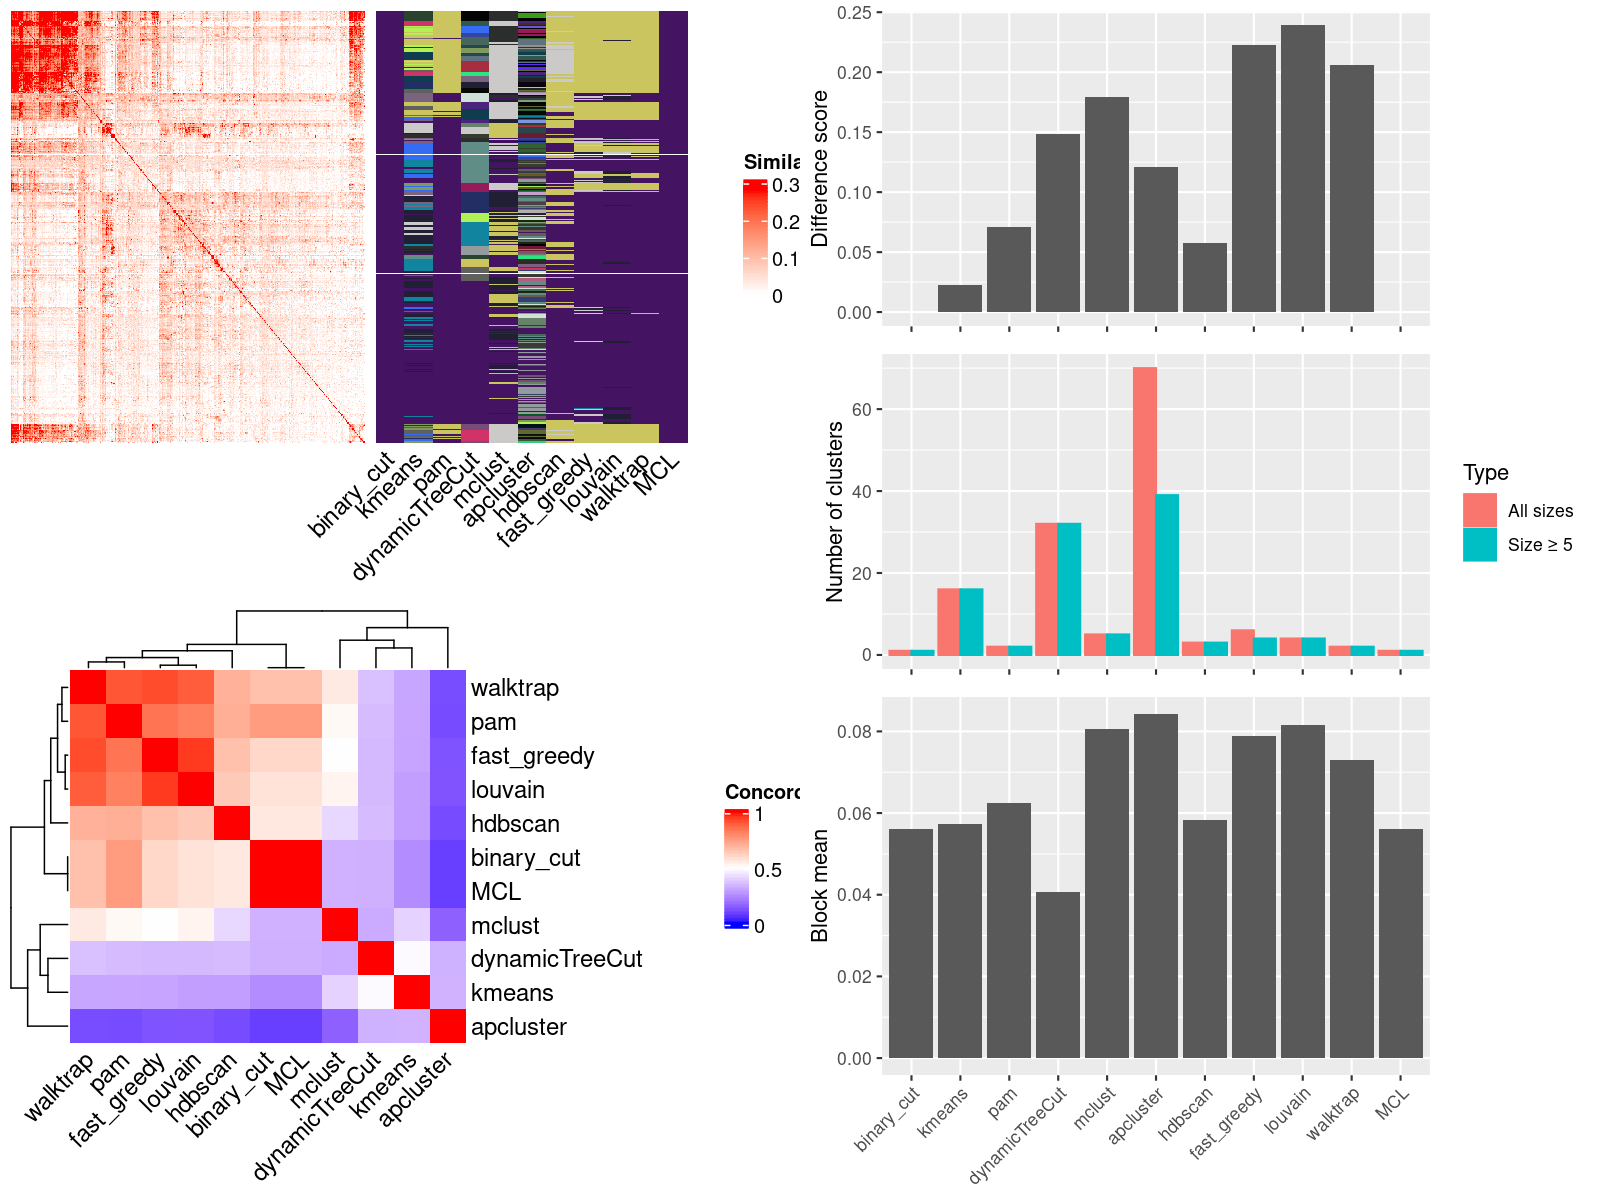 Simila
0.3
0.2
0.1
0
binary_cut
kmeans
pam
dynamicTreeCut
mclust
apcluster
hdbscan
fast_greedy
louvain
walktrap
MCL
walktrap
pam
fast_greedy
louvain
hdbscan
binary_cut
MCL
mclust
dynamicTreeCut
kmeans
apcluster
Concord
1
0.5
0
walktrap
pam
fast_greedy
louvain
hdbscan
binary_cut
MCL
mclust
dynamicTreeCut
kmeans
apcluster
Difference score
0.25
0.20
0.15
0.10
0.05
0.00
Number of clusters
60
40
20
0
Type
All sizes
Size ≥ 5
Block mean
0.08
0.06
0.04
0.02
0.00
binary_cut
kmeans
pam
dynamicTreeCut
mclust
apcluster
hdbscan
fast_greedy
louvain
walktrap
MCL